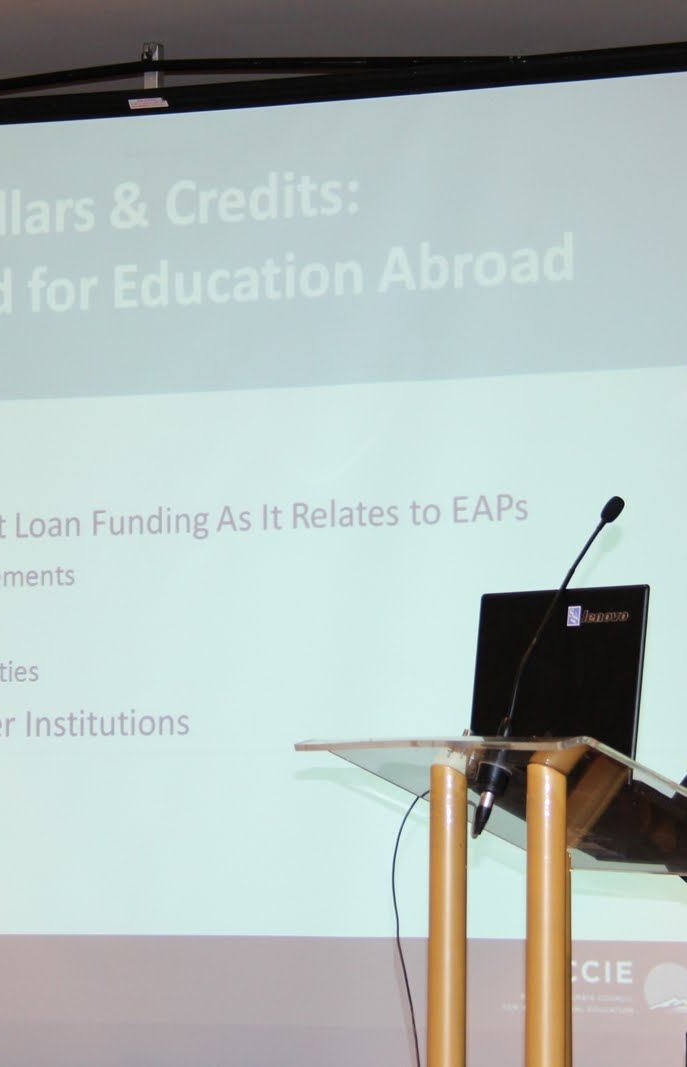 llars & Credits:
d for Education Abroad
t Loan Funding As It Relates to EAPs
ements
ties
er Institutions
lenovo
CCIE